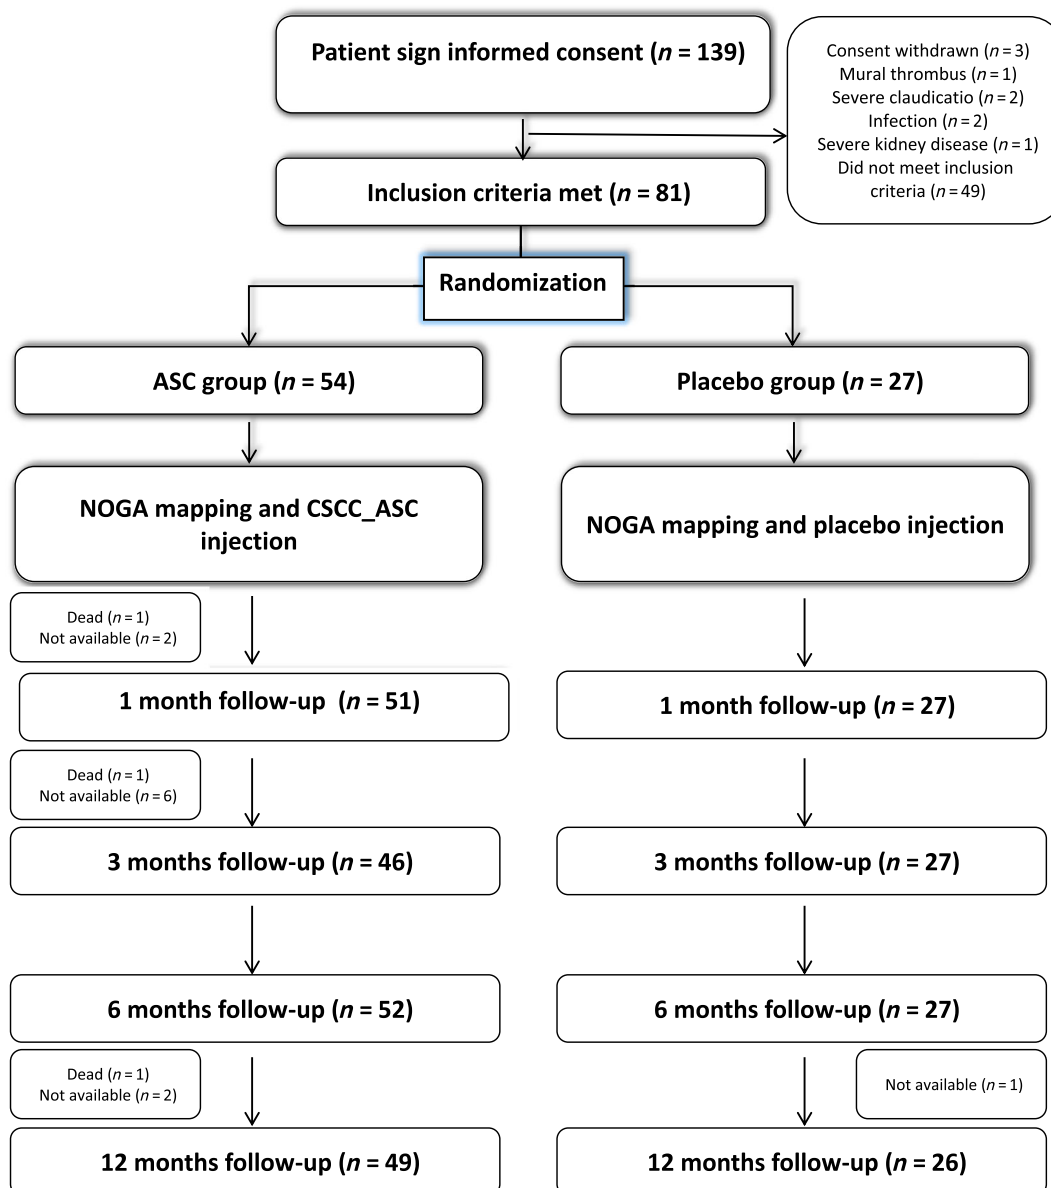 Patient sign informed consent (n = 139)
Consent withdrawn (n = 3)
Mural thrombus (n = 1)
Severe claudicatio (n = 2)
Infection (n = 2)
Severe kidney disease (n = 1)
Did not meet inclusion
criteria (n = 49)
Inclusion criteria met (n = 81)
Randomization
ASC group (n = 54)
Placebo group (n = 27)
NOGA mapping and CSCC_ASC
injection
NOGA mapping and placebo injection
Dead (n = 1)
Not available (n = 2)
1 month follow-up (n = 51)
1 month follow-up (n = 27)
Dead (n = 1)
Not available (n = 6)
3 months follow-up (n = 46)
3 months follow-up (n = 27)
6 months follow-up (n = 52)
6 months follow-up (n = 27)
Dead (n = 1)
Not available (n = 2)
Not available (n = 1)
12 months follow-up (n = 49)
12 months follow-up (n = 26)